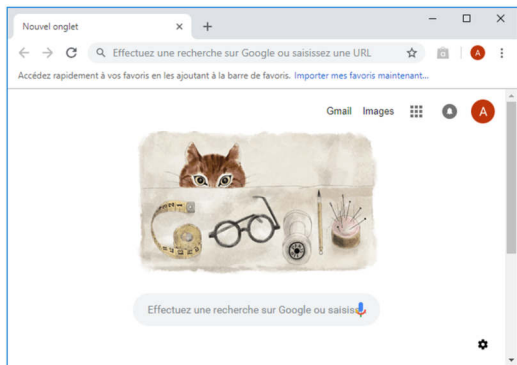 Nouvel onglet
Effectuez une recherche sur Google ou saisissez une URL
A
Accédez rapidement à vos favoris en les ajoutant à la barre de favoris. Importer mes favoris maintenant...
Gmail Images A
Effectuez une recherche sur Google ou saisiss